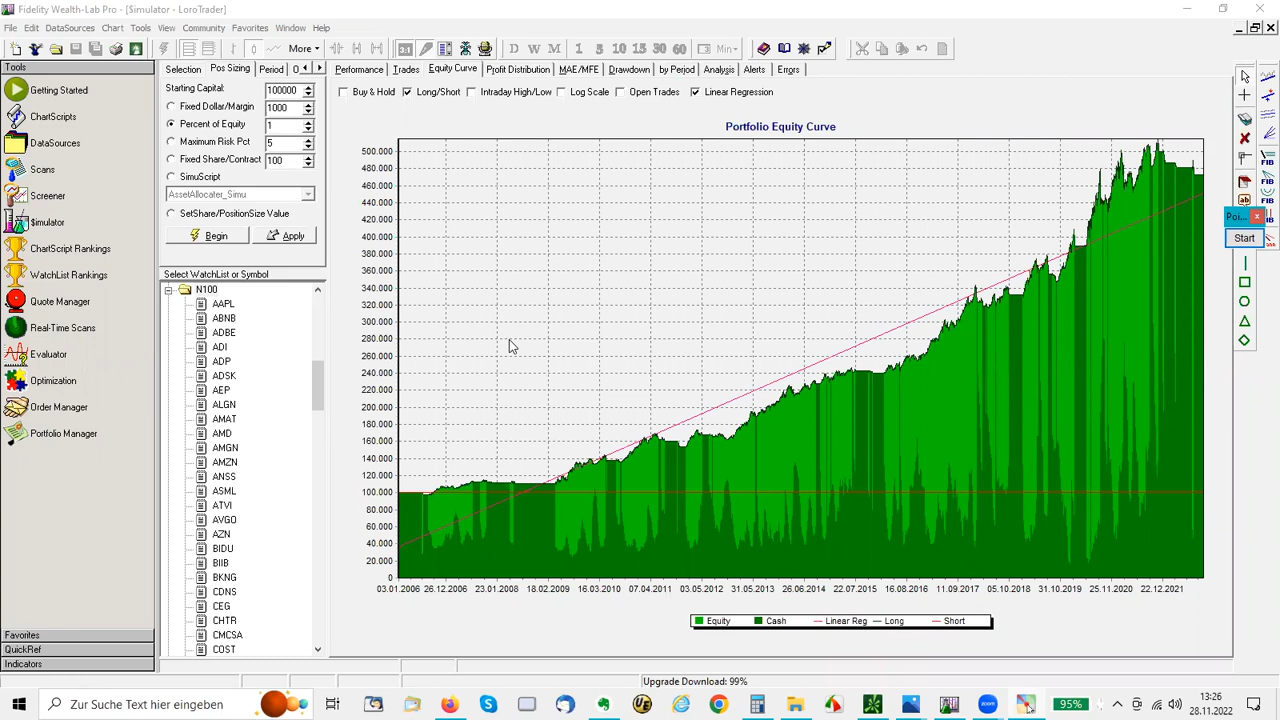 Fidelity Wealth-Lab Pro - [$imulator - LoroTrader]
File Edit DataSources Chart Tools View Community Favorites Window Help
More D W M 1 5 10 15 30 60 Min
Tools
Getting Started
ChartScripts
DataSources
Scans
Screener
$imulator
ChartScript Rankings
WatchList Rankings
Quote Manager
Real-Time Scans
Evaluator
Optimization
Order Manager
Portfolio Manager
Favorites
QuickRef
Indicators
Selection Pos Sizing Period
Starting Capital: 100000
Fixed Dollar/Margin 1000
Percent of Equity 1
Maximum Risk Pct 5
Fixed Share/Contract 100
SimuScript
AssetAllocater_Simu
SetShare/PositionSize Value
Begin Apply
Select WatchList or Symbol
N100
AAPL
ABNB
ADBE
ADI
ADP
ADSK
AEP
ALGN
AMAT
AMD
AMGN
AMZN
ANSS
ASML
ATVI
AVGO
AZN
BIDU
BIIB
BKNG
CDNS
CEG
CHTR
CMCSA
COST
Performance Trades Equity Curve Profit Distribution MAE/MFE Drawdown by Period Analysis Alerts Errors
Buy & Hold Long/Short Intraday High/Low Log Scale Open Trades Linear Regression
Portfolio Equity Curve
500.000
480.000
460.000
440.000
420.000
400.000
380.000
360.000
340.000
320.000
300.000
280.000
260.000
240.000
220.000
200.000
180.000
160.000
140.000
120.000
100.000
80.000
60.000
40.000
20.000
0
03.01.2006 26.12.2006 23.01.2008 18.02.2009 16.03.2010 07.04.2011 03.05.2012 31.05.2013 26.06.2014 22.07.2015 16.08.2016 11.09.2017 05.10.2018 31.10.2019 25.11.2020 22.12.2021
Equity Cash Linear Reg Long Short
FIB
FIB
FIB
FIB
ab
Poi...
Start
Upgrade Download: 99%
Zur Suche Text hier eingeben
95%
13:26
28.11.2022